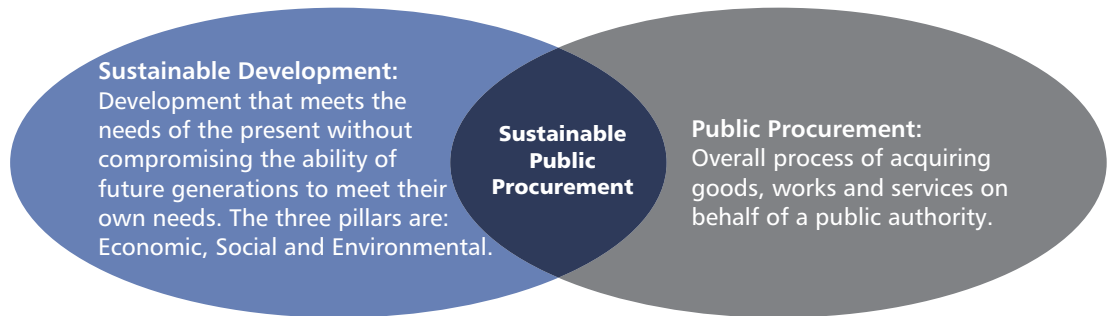 Sustainable Development:
Development that meets the
needs of the present without
compromising the ability of
future generations to meet their
own needs. The three pillars are:
Economic, Social and Environmental.
Sustainable
Public
Procurement
Public Procurement:
Overall process of acquiring
goods, works and services on
behalf of a public authority.